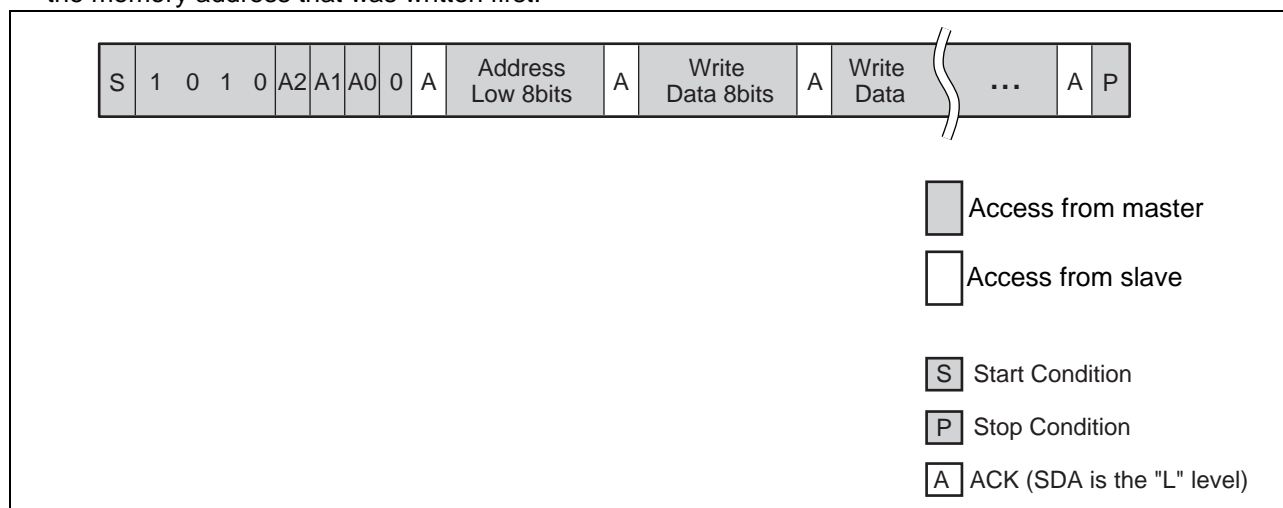 the memory address that was written first.
S 1 0 1 0 A2 A1 A0 0 A Address Low 8bits A Write Data 8bits A Write Data ... A P
Access from master
Access from slave
S Start Condition
P Stop Condition
A ACK (SDA is the "L" level)